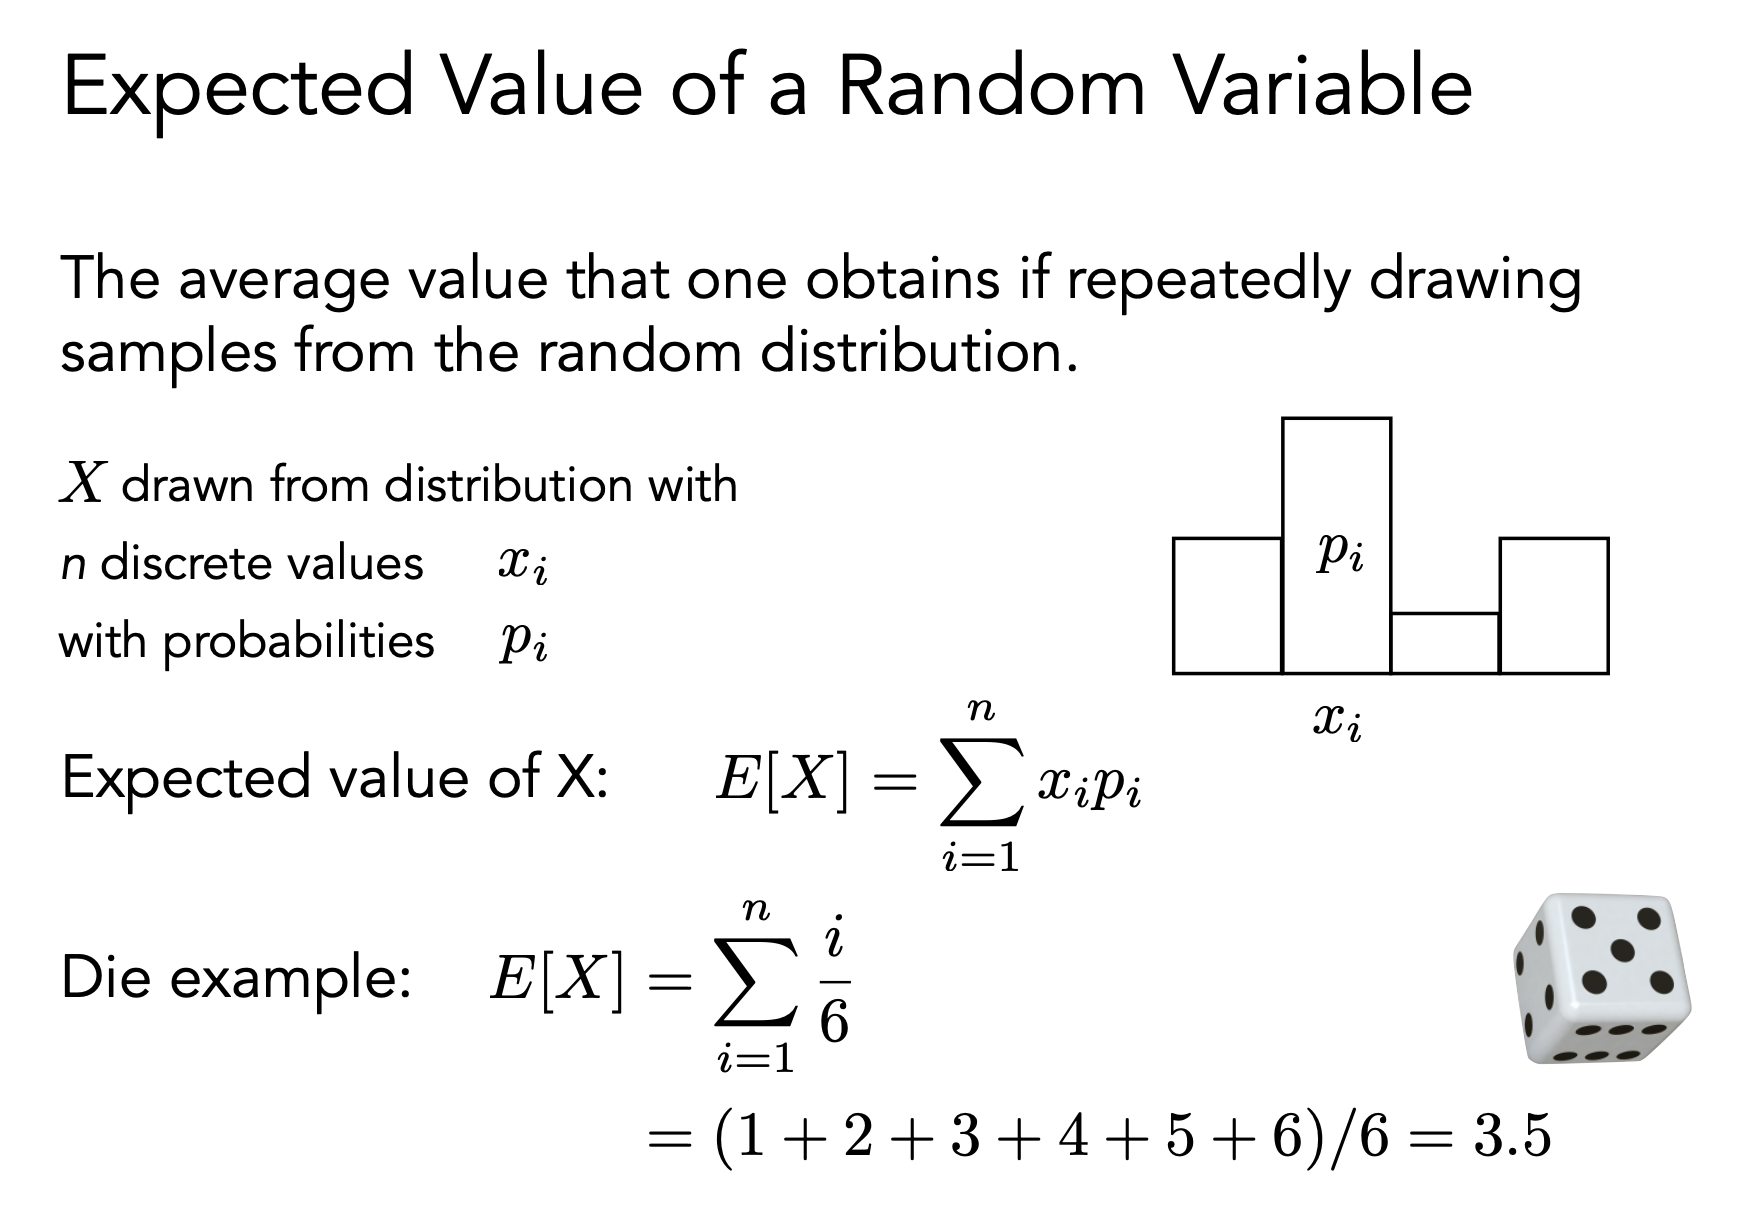 Expected Value of a Random Variable
The average value that one obtains if repeatedly drawing
samples from the random distribution.
X drawn from distribution with
n discrete values x_i
with probabilities p_i
p_i
x_i
Expected value of X: E[X] = \sum_{i=1}^{n} x_i p_i
Die example: E[X] = \sum_{i=1}^{n} \frac{i}{6}
= (1 + 2 + 3 + 4 + 5 + 6)/6 = 3.5